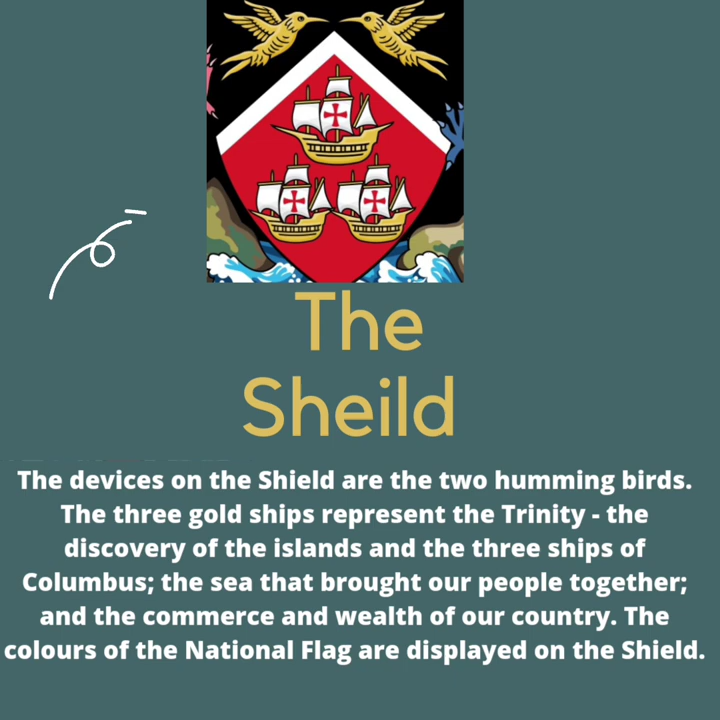 The
Sheild
The devices on the Shield are the two humming birds.
The three gold ships represent the Trinity - the
discovery of the islands and the three ships of
Columbus; the sea that brought our people together;
and the commerce and wealth of our country. The
colours of the National Flag are displayed on the Shield.